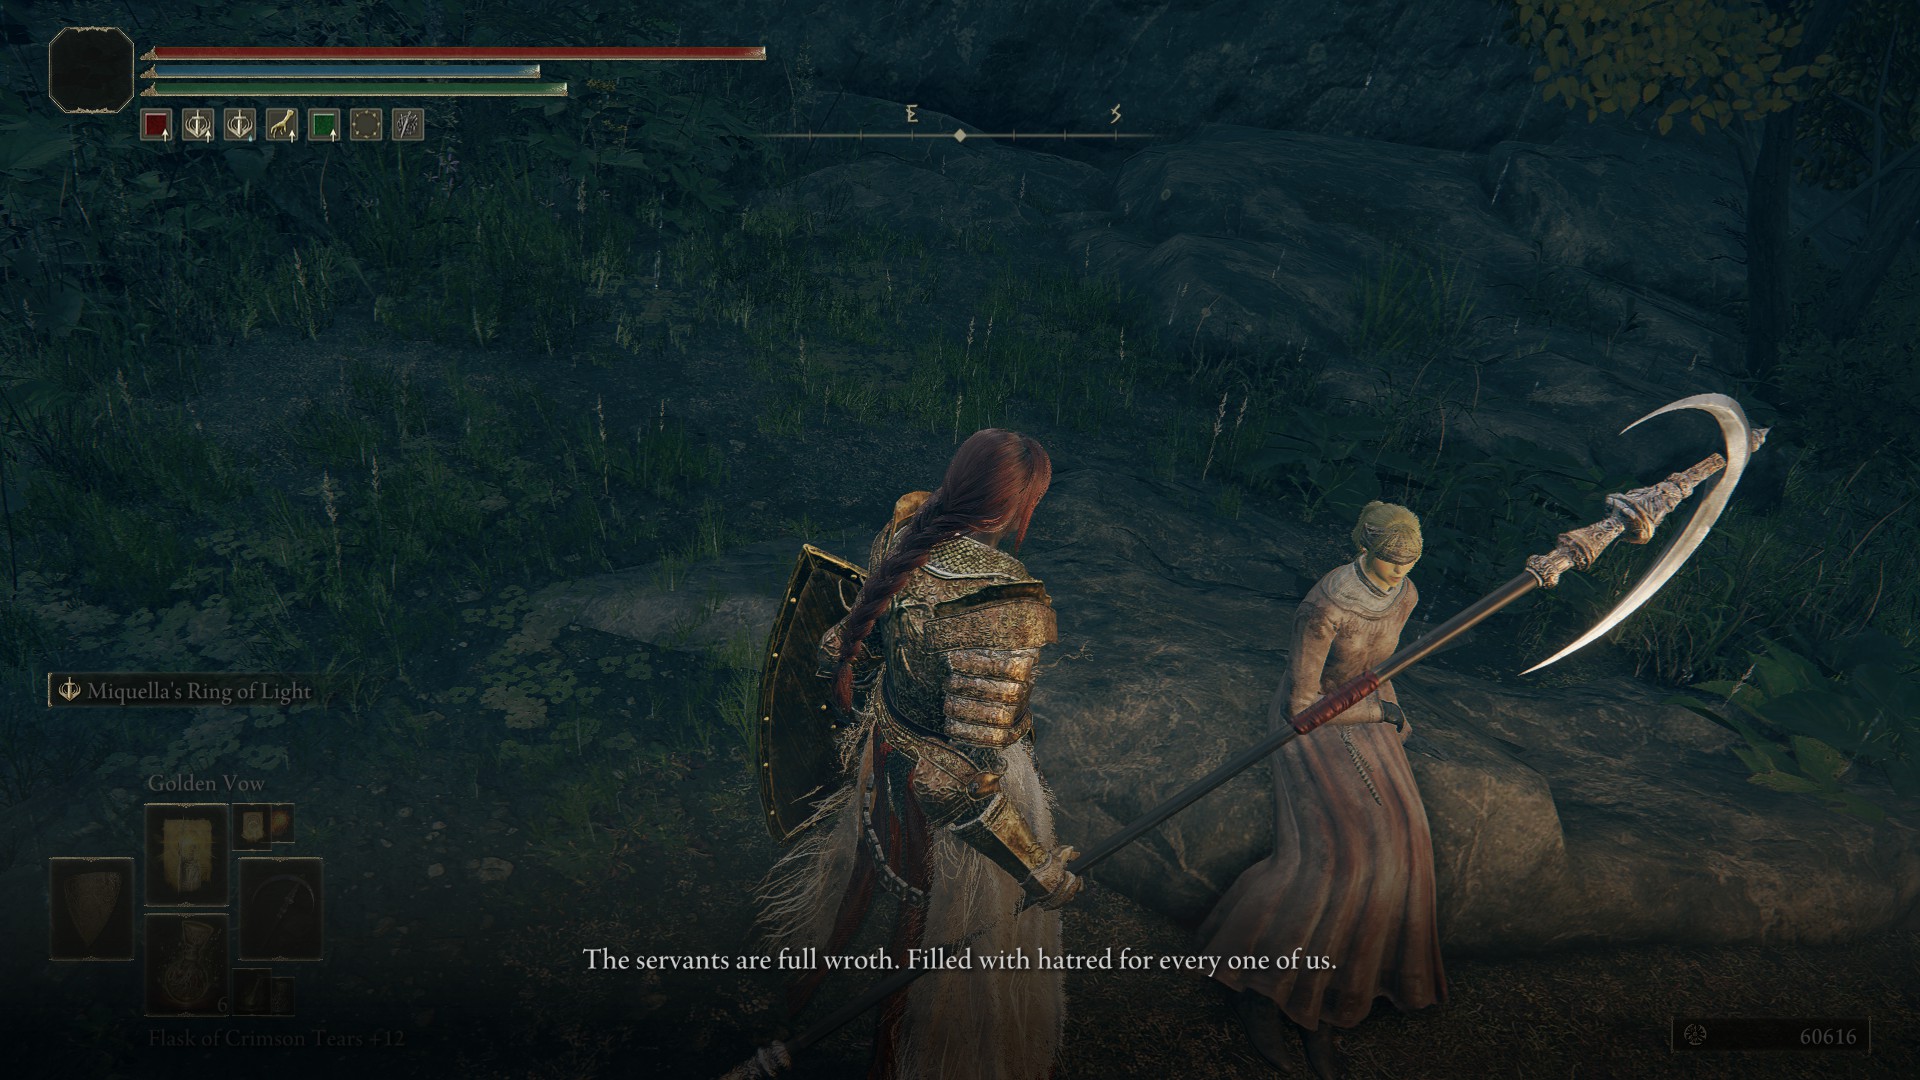 E S
Miquella's Ring of Light
Golden Vow
6
The servants are full wroth. Filled with hatred for every one of us.
Flask of Crimson Tears +12
60616